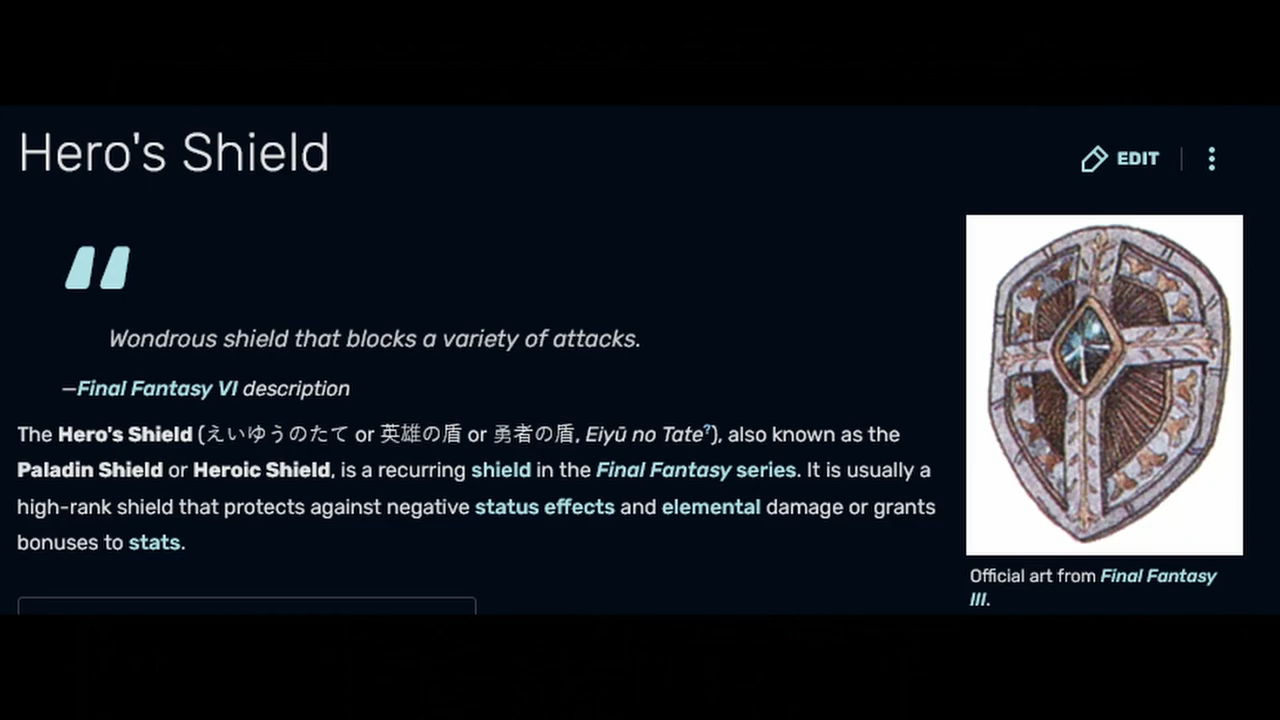 Hero's Shield
EDIT
Wondrous shield that blocks a variety of attacks.
—Final Fantasy VI description
The Hero's Shield (えいゆうのたて or 英雄の盾 or 勇者の盾, Eiyū no Tate?), also known as the
Paladin Shield or Heroic Shield, is a recurring shield in the Final Fantasy series. It is usually a
high-rank shield that protects against negative status effects and elemental damage or grants
bonuses to stats.
Official art from Final Fantasy
III.